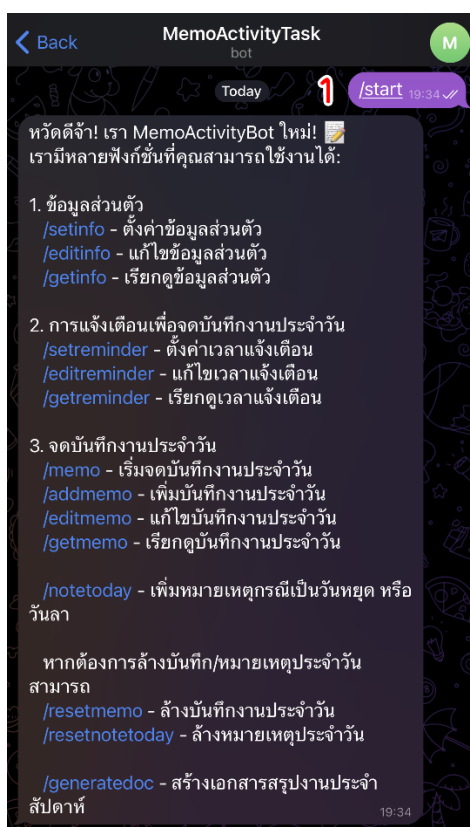 Back
MemoActivityTask
bot
M
Today
1
/start 19:34
หวัดดีจ้า! เรา MemoActivityBot ใหม่! 📝
เรามีหลายฟังก์ชั่นที่คุณสามารถใช้งานได้:
1. ข้อมูลส่วนตัว
/setinfo - ตั้งค่าข้อมูลส่วนตัว
/editinfo - แก้ไขข้อมูลส่วนตัว
/getinfo - เรียกดูข้อมูลส่วนตัว
2. การแจ้งเตือนเพื่อจดบันทึกงานประจำวัน
/setreminder - ตั้งค่าเวลาแจ้งเตือน
/editreminder - แก้ไขเวลาแจ้งเตือน
/getreminder - เรียกดูเวลาแจ้งเตือน
3. จดบันทึกงานประจำวัน
/memo - เริ่มจดบันทึกงานประจำวัน
/addmemo - เพิ่มบันทึกงานประจำวัน
/editmemo - แก้ไขบันทึกงานประจำวัน
/getmemo - เรียกดูบันทึกงานประจำวัน
/notetoday - เพิ่มหมายเหตุกรณีเป็นวันหยุด หรือ
วันลา
หากต้องการล้างบันทึก/หมายเหตุประจำวัน
สามารถ
/resetmemo - ล้างบันทึกงานประจำวัน
/resetnotetoday - ล้างหมายเหตุประจำวัน
/generatedoc - สร้างเอกสารสรุปงานประจำ
สัปดาห์
19:34